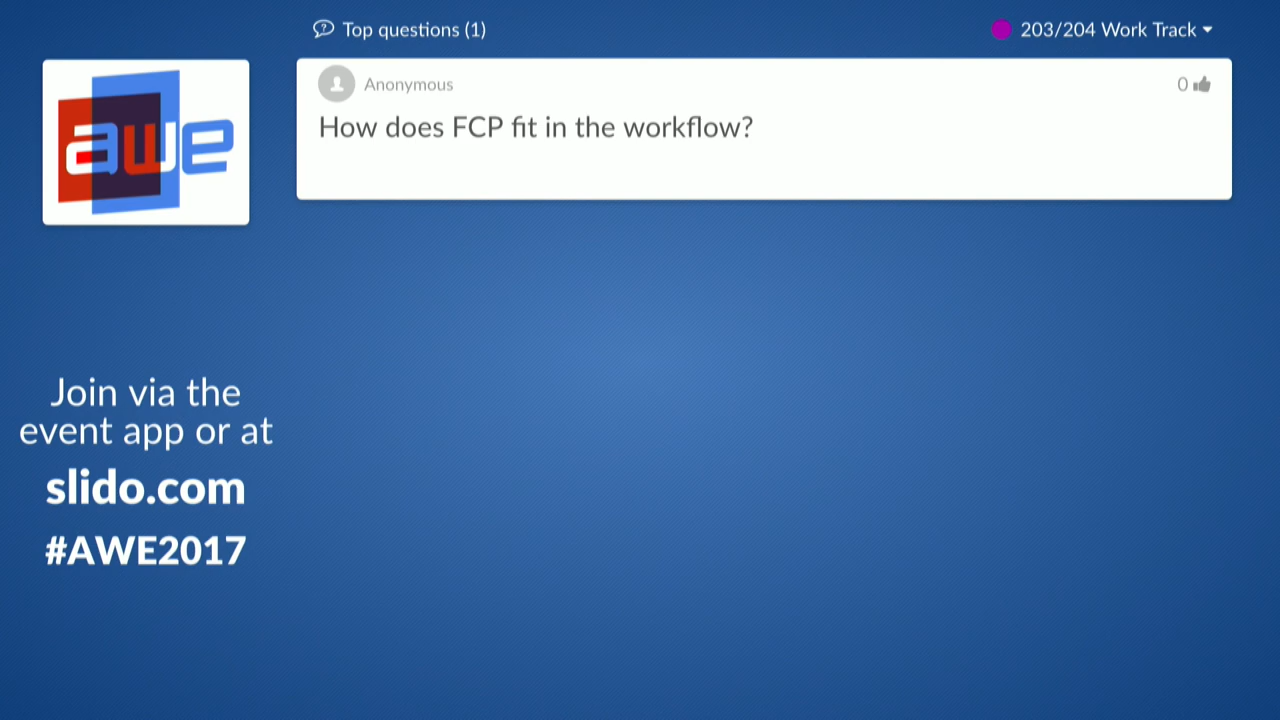 Top questions (1)
203/204 Work Track
awe
Anonymous
0
How does FCP fit in the workflow?
Join via the
event app or at
slido.com
#AWE2017